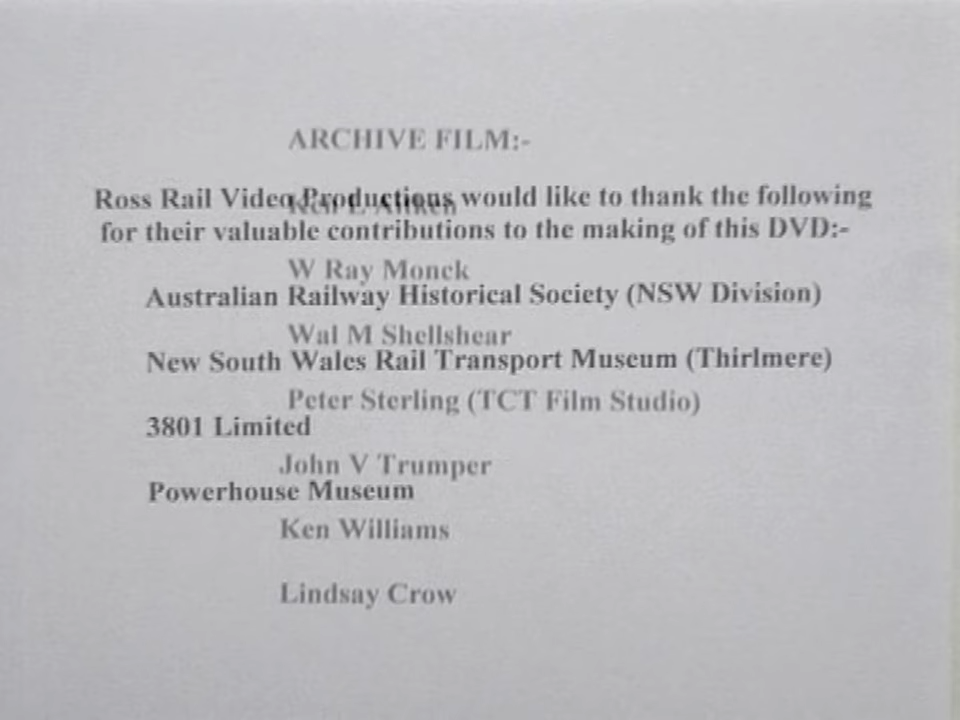 ARCHIVE FILM:-
Ross Rail Video Productions would like to thank the following
for their valuable contributions to the making of this DVD:-
W Ray Monck
Australian Railway Historical Society (NSW Division)
Wal M Shellshear
New South Wales Rail Transport Museum (Thirlmere)
Peter Sterling (TCT Film Studio)
3801 Limited
John V Trumper
Powerhouse Museum
Ken Williams
Lindsay Crow